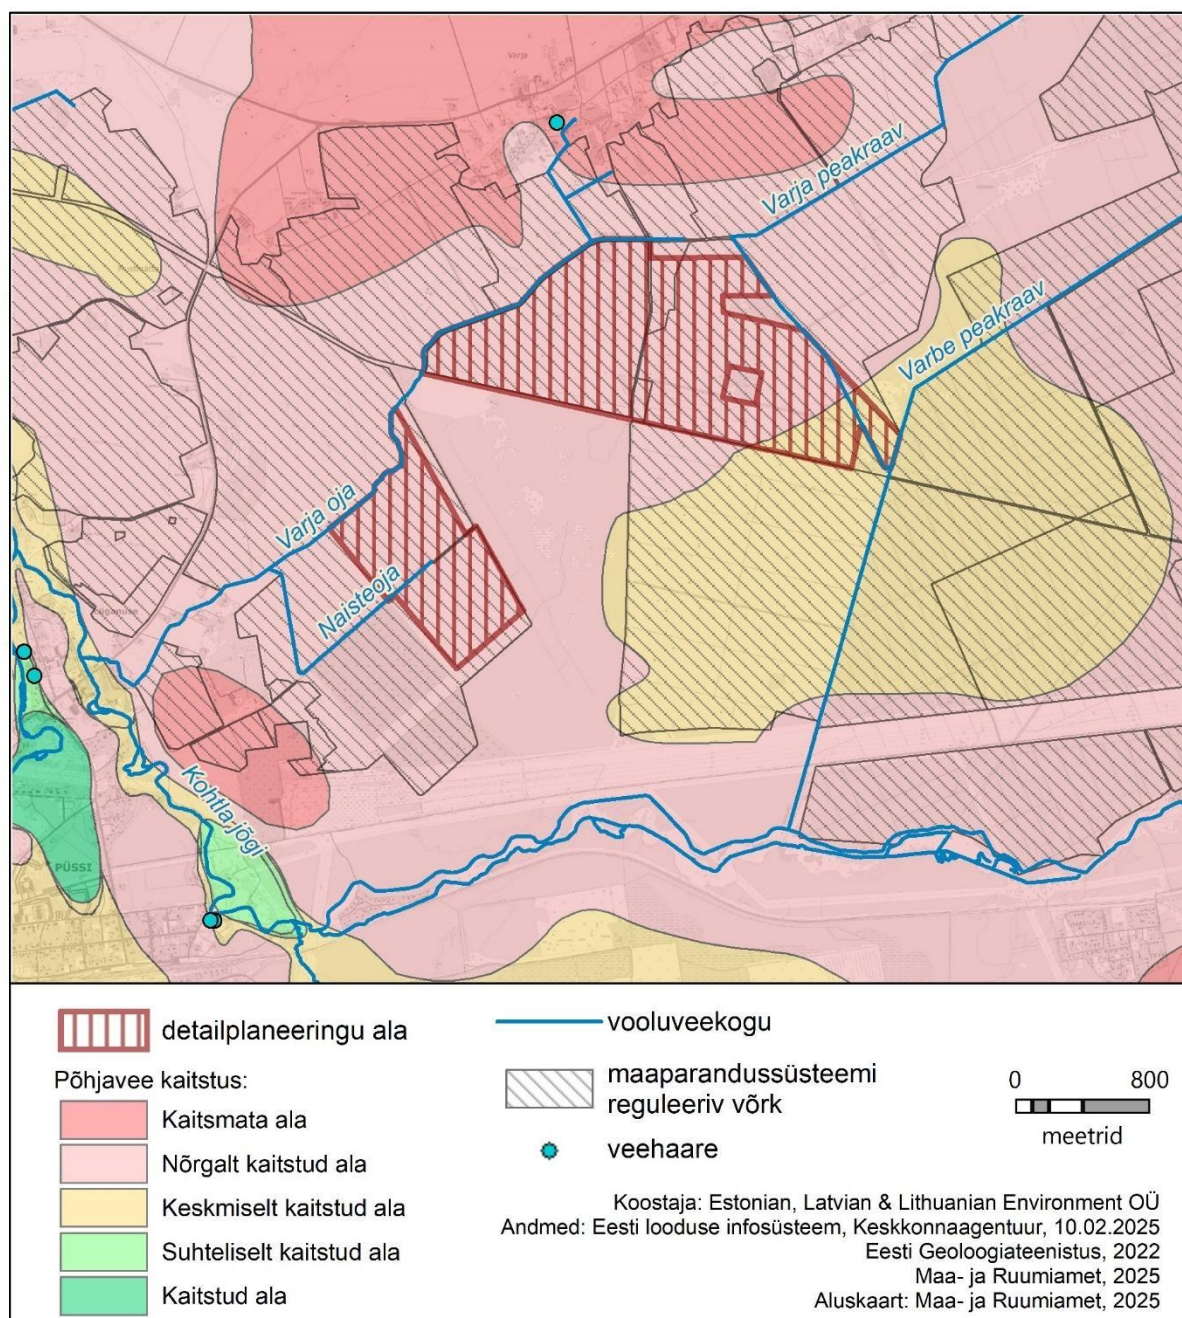 Varja
Varja peakraav
Varbe peakraav
Varja oja
Naisteoja
Lüganuse
Kohtla jõgi
PÜSSI
detailplaneeringu ala
Põhjavee kaitstus:
Kaitsmata ala
Nõrgalt kaitstud ala
Keskmiselt kaitstud ala
Suhteliselt kaitstud ala
Kaitstud ala
vooluveekogu
maaparandussüsteemi
reguleeriv võrk
veehaare
0 800
meetrid
Koostaja: Estonian, Latvian & Lithuanian Environment OÜ
Andmed: Eesti looduse infosüsteem, Keskkonnaagentuur, 10.02.2025
Eesti Geoloogiateenistus, 2022
Maa- ja Ruumiamet, 2025
Aluskaart: Maa- ja Ruumiamet, 2025